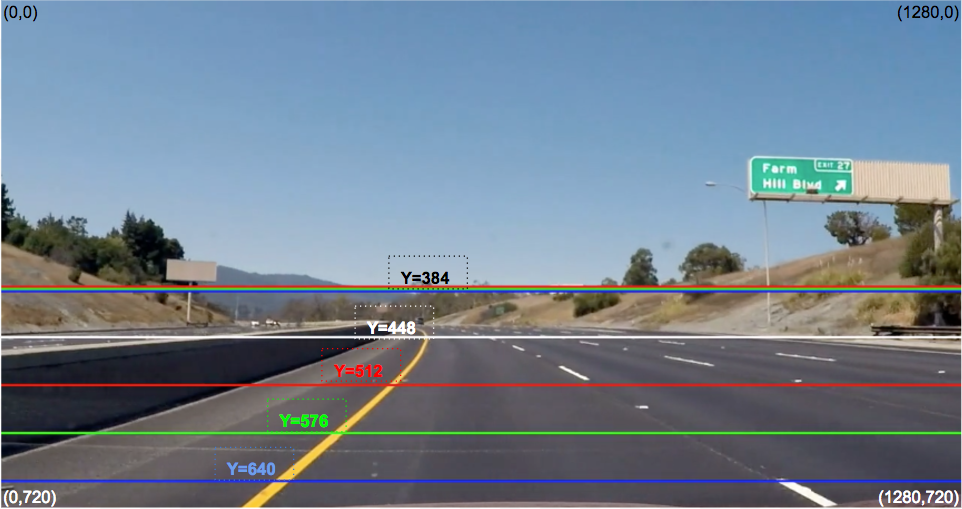 (0,0)
(1280,0)
EXIT 27
Farm
Hill Blvd
Y=384
Y=448
Y=512
Y=576
Y=640
(0,720)
(1280,720)